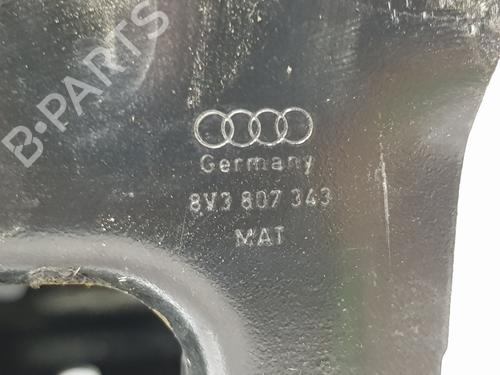 B-PARTS
Germany
8V3 807 343
MAT